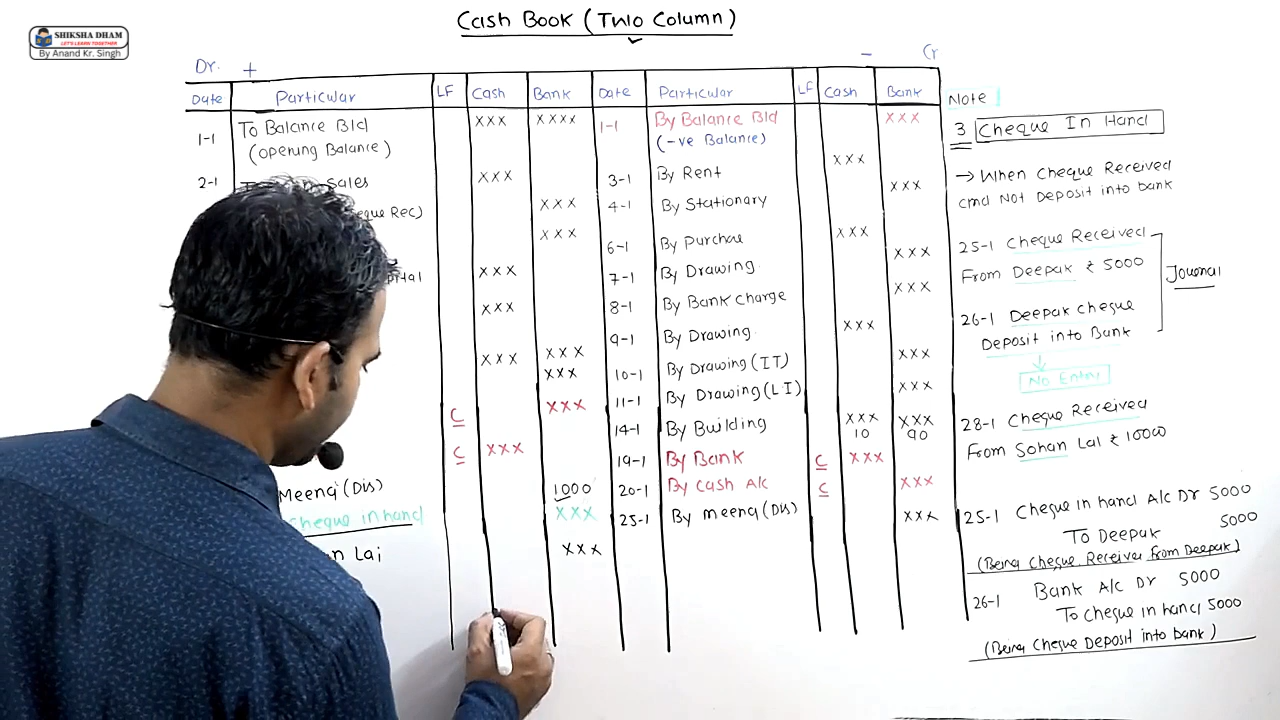 SHIKSHA DHAM
LET'S LEARN TOGETHER
By Anand Kr. Singh
Cash Book (Two Column)
Dr. + - Cr
Date Particular LF Cash Bank Date Particular LF Cash Bank
1-1 To Balance Bld xxx xxxx 1-1 By Balance Bld xxx
(opening Balance) (-ve Balance)
2-1 Sales xxx 3-1 By Rent xxx
Rec) xxx 4-1 By Stationary xxx
xxx 6-1 By Purchae xxx
xxx 7-1 By Drawing xxx
xxx 8-1 By Bank Charge xxx
xxx xxx 9-1 By Drawing xxx
xxx 10-1 By Drawing (IT) xxx
C xxx 11-1 By Drawing (LI) xxx
14-1 By Building xxx xxx
10 90
C xxx 19-1 By Bank C xxx
Meena (Dis) 1000 20-1 By Cash A/c C xxx
Cheque in hand xxx 25-1 By Meena (Dis) xxx
Lal xxx
Note
3 Cheque In Hand
→ When Cheque Received
cmd Not Deposit into bank
25-1 Cheque Received
From Deepak ₹ 5000
Journal
26-1 Deepak Cheque
Deposit into Bank
No Entry
28-1 Cheque Received
From Sohan Lal ₹ 10000
25-1 Cheque in hand A/c Dr 5000
To Deepak 5000
(Being Cheque Receiver From Deepak)
26-1 Bank A/c Dr 5000
To Cheque in hand 5000
(Being Cheque Deposit into bank)